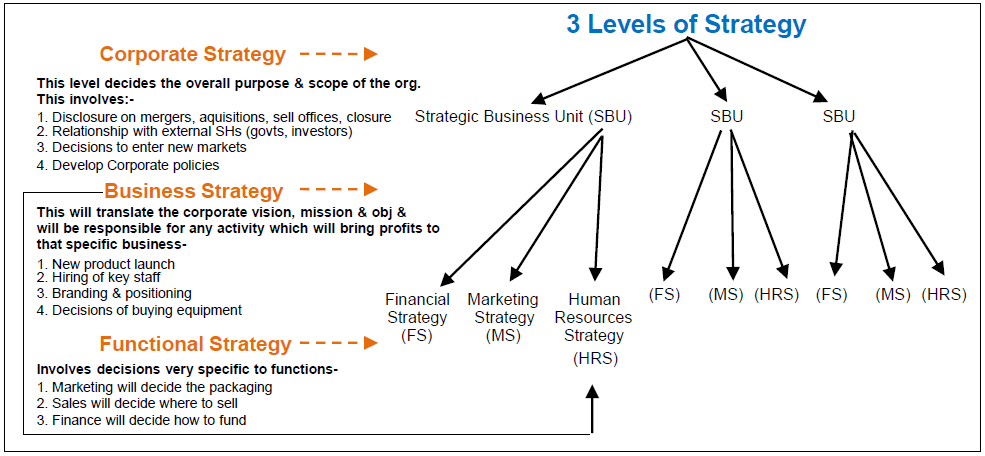 3 Levels of Strategy
Corporate Strategy
This level decides the overall purpose & scope of the org.
This involves:-
1. Disclosure on mergers, aquisitions, sell offices, closure
2. Relationship with external SHs (govts, investors)
3. Decisions to enter new markets
4. Develop Corporate policies
Business Strategy
This will translate the corporate vision, mission & obj &
will be responsible for any activity which will bring profits to
that specific business-
1. New product launch
2. Hiring of key staff
3. Branding & positioning
4. Decisions of buying equipment
Functional Strategy
Involves decisions very specific to functions-
1. Marketing will decide the packaging
2. Sales will decide where to sell
3. Finance will decide how to fund
Strategic Business Unit (SBU)
SBU
SBU
Financial
Strategy
(FS)
Marketing
Strategy
(MS)
Human
Resources
Strategy
(HRS)
(FS)
(MS)
(HRS)
(FS)
(MS)
(HRS)